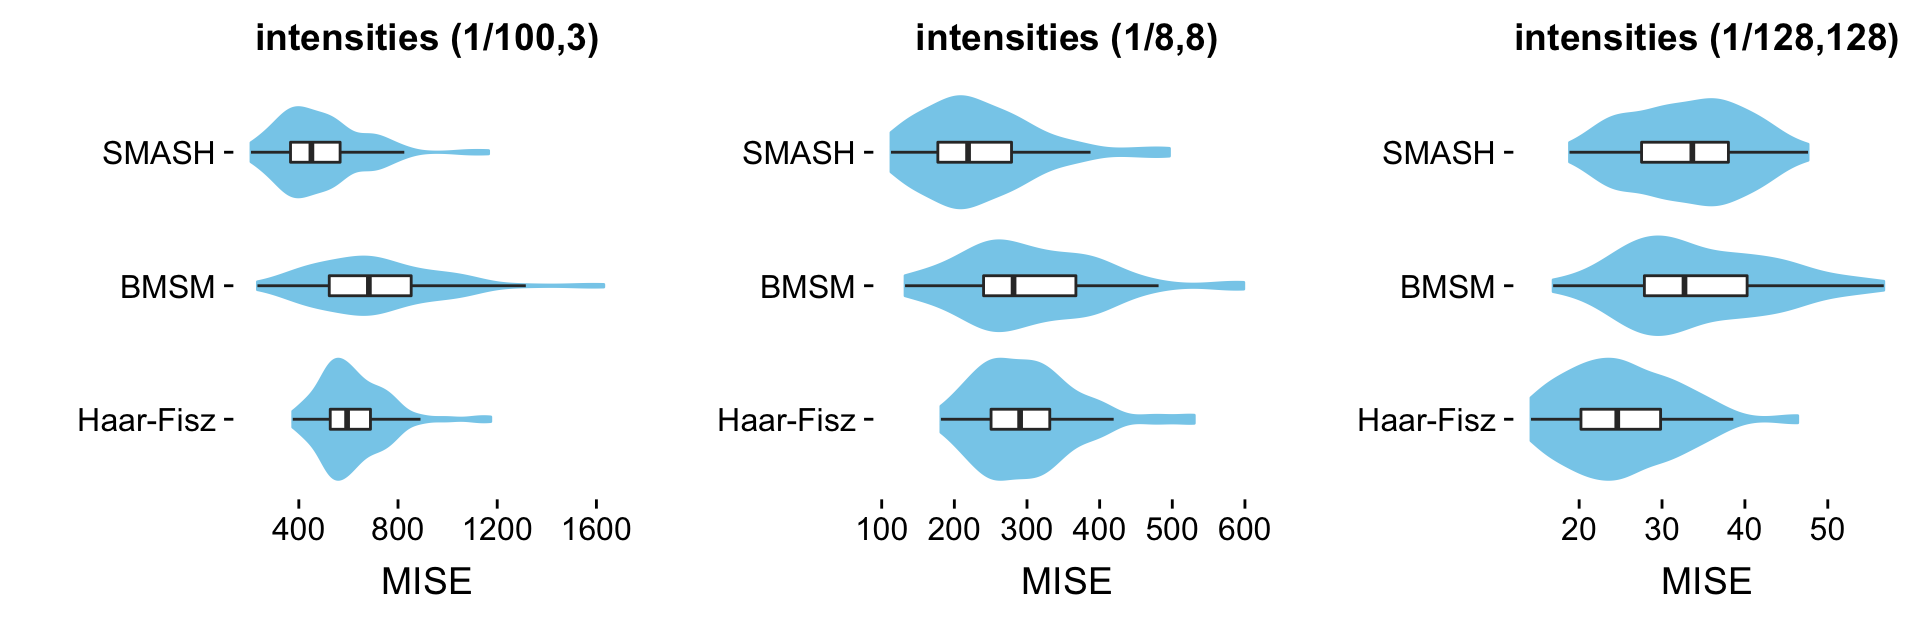 intensities (1/100,3)
SMASH
BMSM
Haar-Fisz
400 800 1200 1600
MISE
intensities (1/8,8)
SMASH
BMSM
Haar-Fisz
100 200 300 400 500 600
MISE
intensities (1/128,128)
SMASH
BMSM
Haar-Fisz
20 30 40 50
MISE